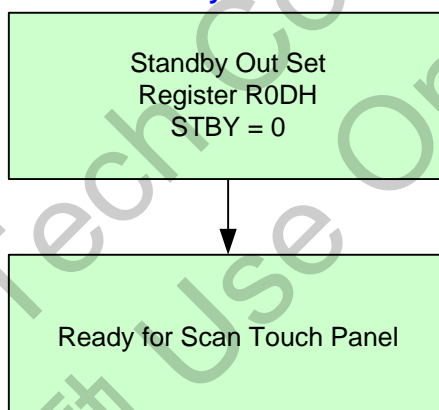 Standby Out Set
Register R0DH
STBY = 0
Ready for Scan Touch Panel